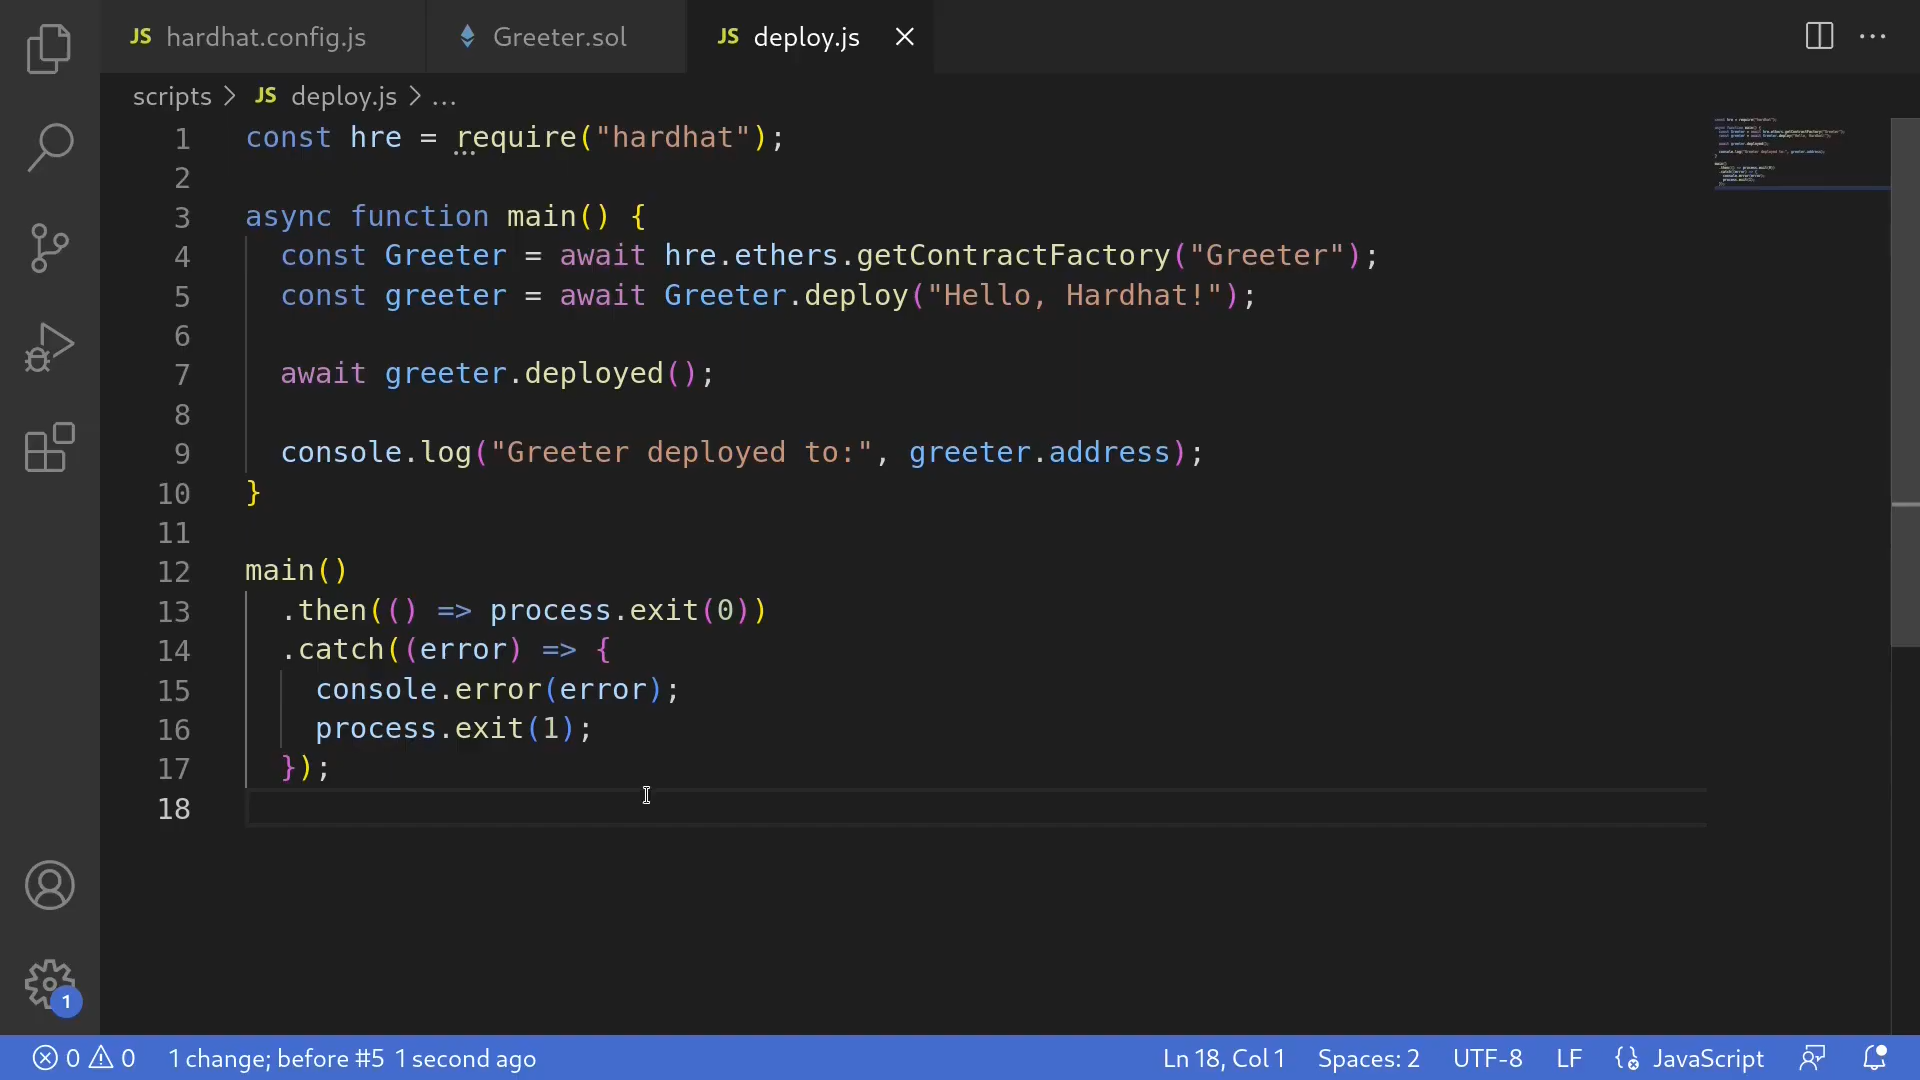 JS hardhat.config.js
Greeter.sol
JS deploy.js
scripts > JS deploy.js > ...
1 const hre = require("hardhat");
2
3 async function main() {
4   const Greeter = await hre.ethers.getContractFactory("Greeter");
5   const greeter = await Greeter.deploy("Hello, Hardhat!");
6
7   await greeter.deployed();
8
9   console.log("Greeter deployed to:", greeter.address);
10 }
11
12 main()
13   .then(() => process.exit(0))
14   .catch((error) => {
15     console.error(error);
16     process.exit(1);
17   });
18
1
0 0 1 change; before #5 1 second ago
Ln 18, Col 1 Spaces: 2 UTF-8 LF JavaScript